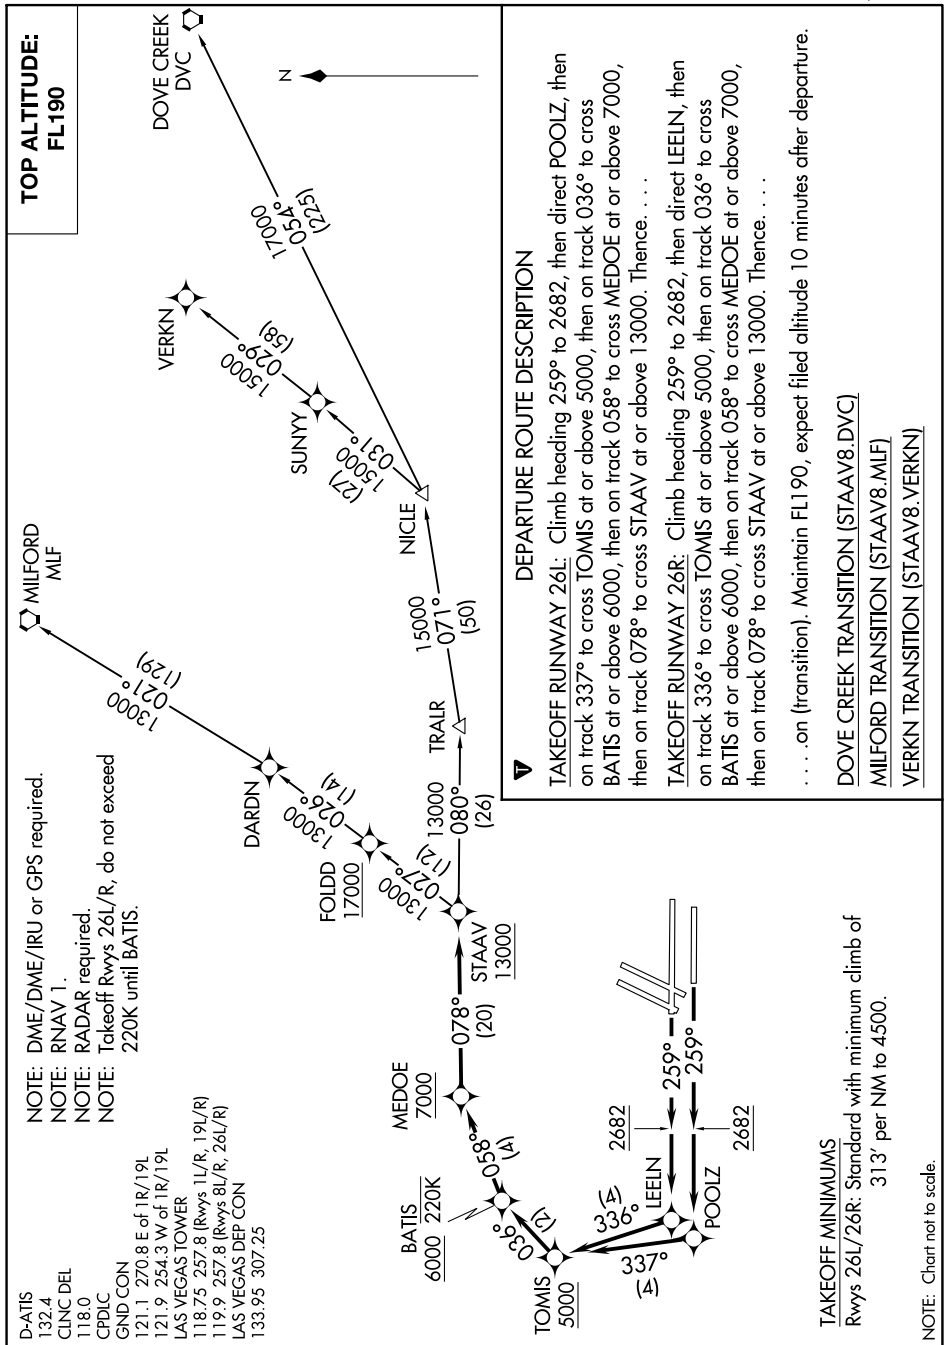 TOP ALTITUDE:
FL190
D-ATIS
132.4
CLNC DEL
118.0
CPDLC
GND CON
121.1 270.8 E of 1R/19L
121.9 254.3 W of 1R/19L
LAS VEGAS TOWER
118.75 257.8 (Rwys 1L/R, 19L/R)
119.9 257.8 (Rwys 8L/R, 26L/R)
LAS VEGAS DEP CON
133.95 307.25
NOTE: DME/DME/IRU or GPS required.
NOTE: RNAV 1.
NOTE: RADAR required.
NOTE: Takeoff Rwys 26L/R, do not exceed
220K until BATIS.
MILFORD
MLF
DOVE CREEK
DVC
N
VERKN
15000
029°
(58)
17000
054°
(225)
13000
021°
(129)
SUNYY
15000
031°
(27)
DARDN
13000
026°
(14)
NICLE
FOLDD
17000
13000
027°
(12)
15000
071°
(50)
TRALR
13000
080°
(26)
STAAV
13000
078°
(20)
MEDOE
7000
058°
(4)
BATIS
6000 220K
036°
(2)
TOMIS
5000
336°
(4)
337°
(4)
LEELN
POOLZ
2682
2682
259°
259°
TAKEOFF MINIMUMS
Rwys 26L/26R: Standard with minimum climb of
313' per NM to 4500.
NOTE: Chart not to scale.
T
DEPARTURE ROUTE DESCRIPTION
TAKEOFF RUNWAY 26L: Climb heading 259° to 2682, then direct POOLZ, then
on track 337° to cross TOMIS at or above 5000, then on track 036° to cross
BATIS at or above 6000, then on track 058° to cross MEDOE at or above 7000,
then on track 078° to cross STAAV at or above 13000. Thence. . . .
TAKEOFF RUNWAY 26R: Climb heading 259° to 2682, then direct LEELN, then
on track 336° to cross TOMIS at or above 5000, then on track 036° to cross
BATIS at or above 6000, then on track 058° to cross MEDOE at or above 7000,
then on track 078° to cross STAAV at or above 13000. Thence. . . .
. . . .on (transition). Maintain FL190, expect filed altitude 10 minutes after departure.
DOVE CREEK TRANSITION (STAAV8.DVC)
MILFORD TRANSITION (STAAV8.MLF)
VERKN TRANSITION (STAAV8.VERKN)